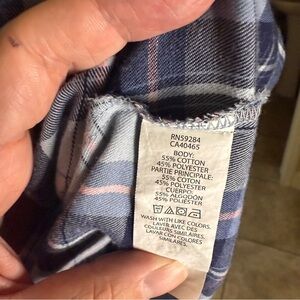 RN59284
CA40465
BODY:
55% COTTON
45% POLYESTER
PARTIE PRINCIPALE:
55% COTON
45% POLYESTER
CUERPO:
55% ALGODÓN
45% POLIÉSTER
WASH WITH LIKE COLORS.
LAVER AVEC DES
COULEURS SIMILAIRES.
LAVAR CON COLORES
SIMILARES.